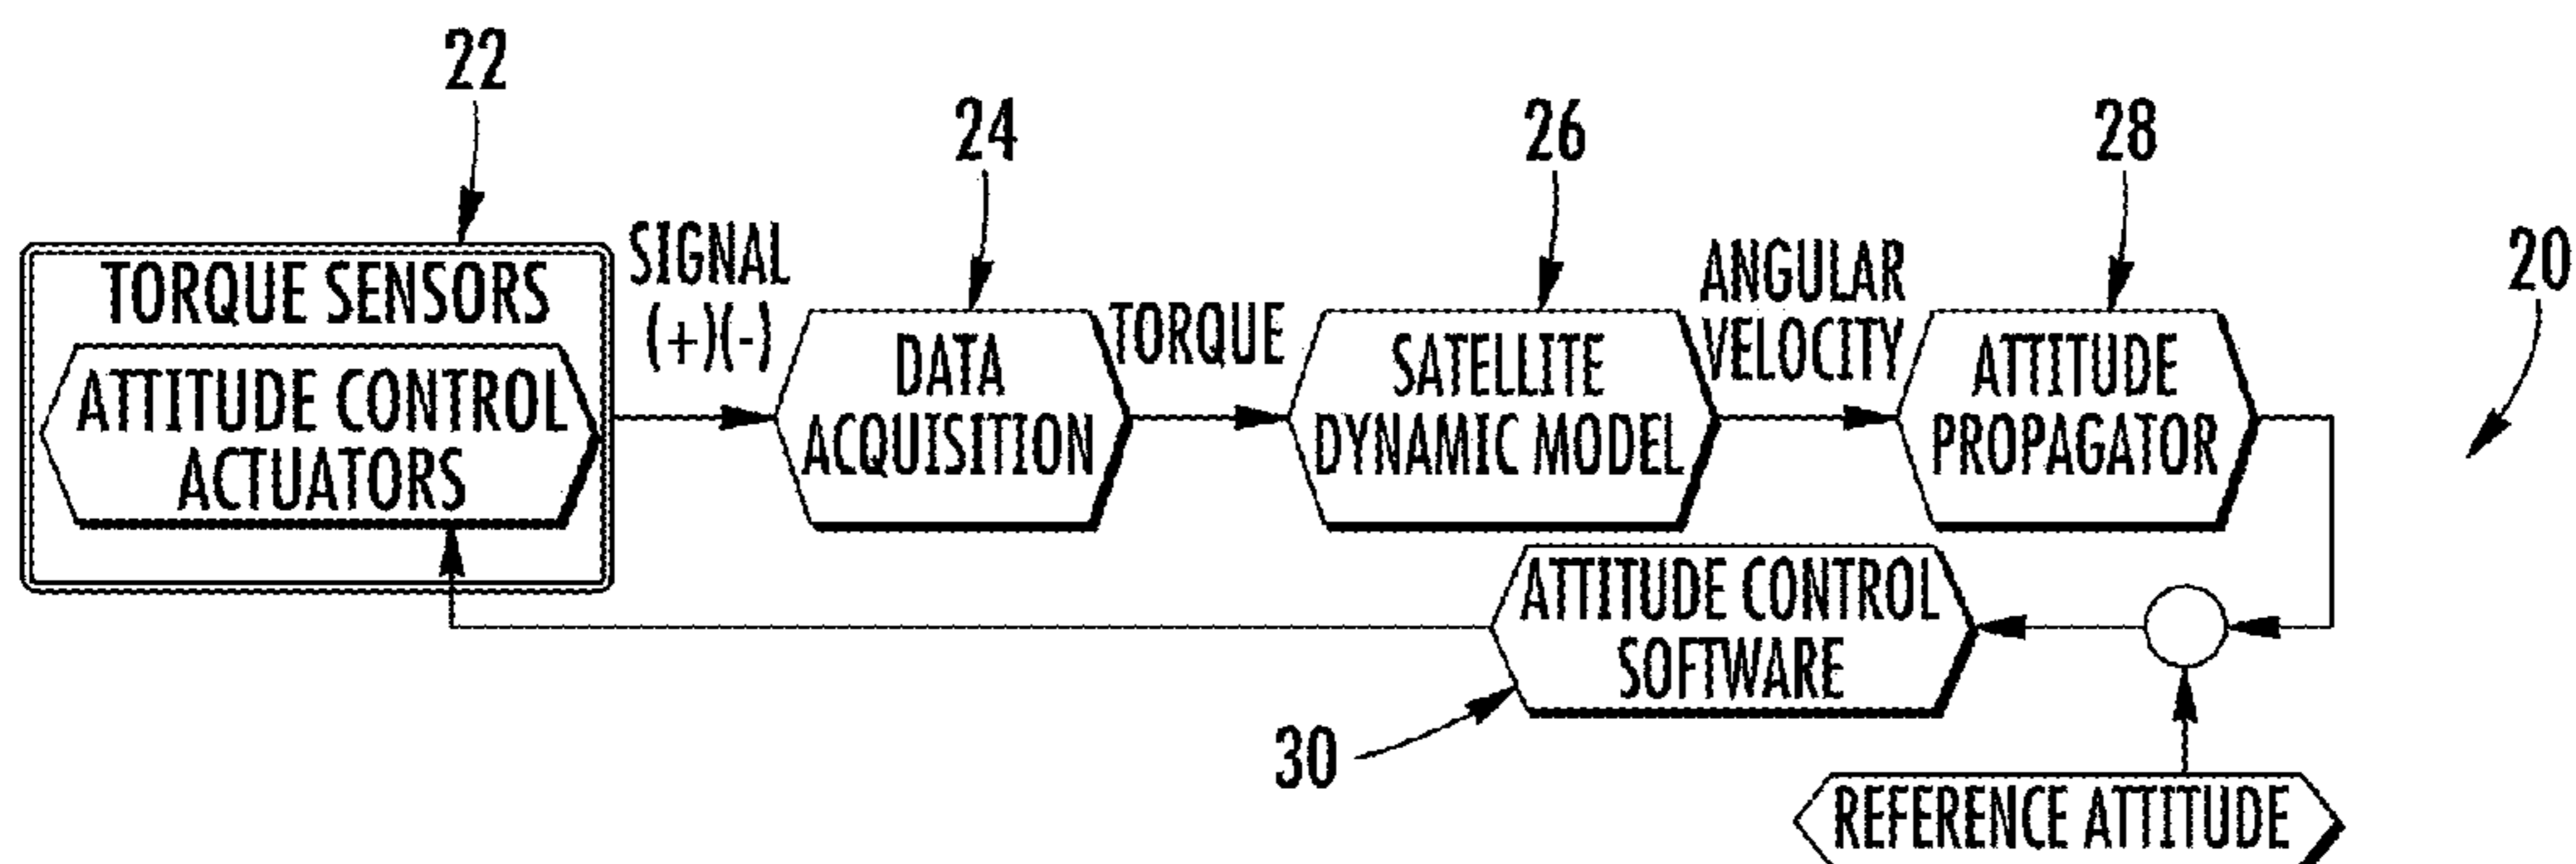 22
24
26
28
20
TORQUE SENSORS
ATTITUDE CONTROL
ACTUATORS
SIGNAL
(+)(-)
DATA
ACQUISITION
TORQUE
SATELLITE
DYNAMIC MODEL
ANGULAR
VELOCITY
ATTITUDE
PROPAGATOR
ATTITUDE CONTROL
SOFTWARE
30
REFERENCE ATTITUDE